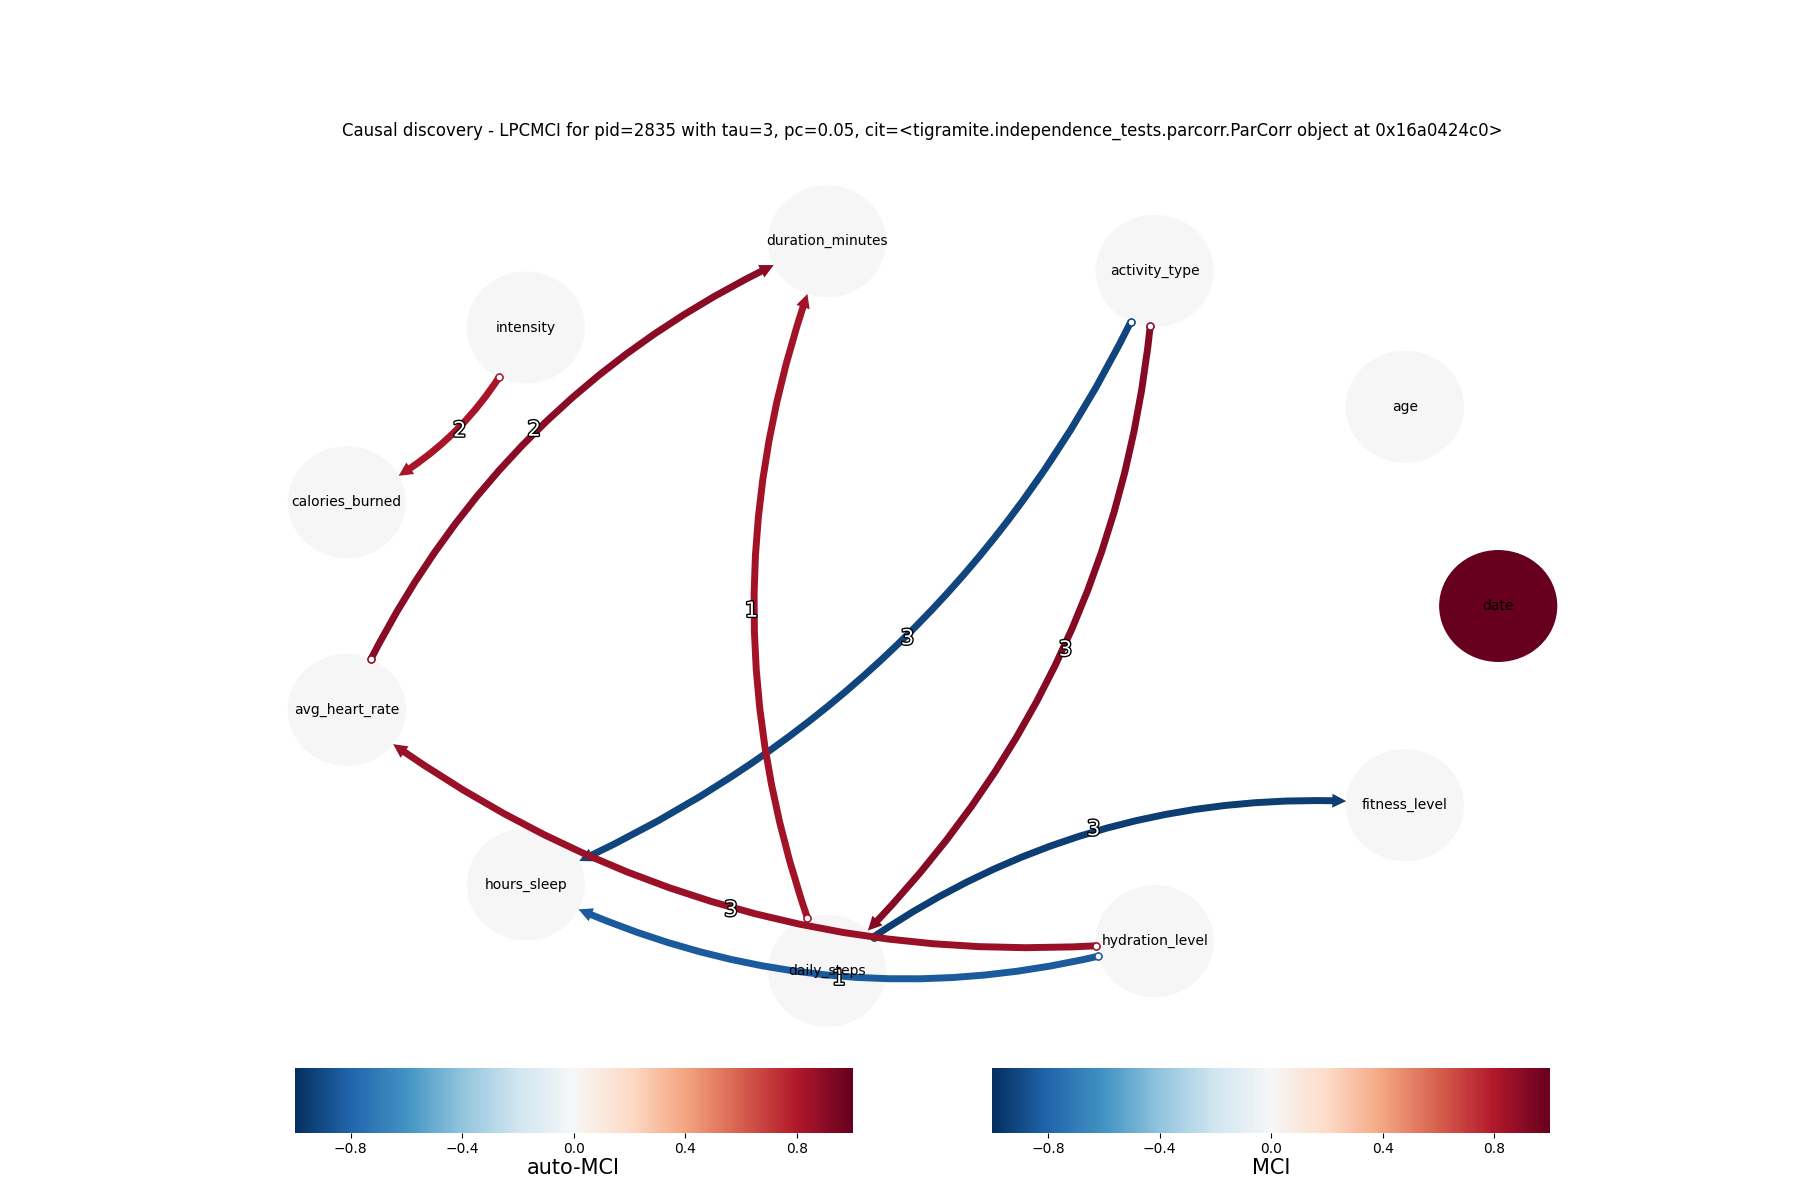 Causal discovery - LPCMCI for pid=2835 with tau=3, pc=0.05, cit=<tigramite.independence_tests.parcorr.ParCorr object at 0x16a0424c0>
duration_minutes
activity_type
intensity
age
2
2
calories_burned
date
1
3
3
avg_heart_rate
fitness_level
3
hours_sleep
3
hydration_level
daily_steps
1
−0.8 −0.4 0.0 0.4 0.8
auto-MCI
−0.8 −0.4 0.0 0.4 0.8
MCI